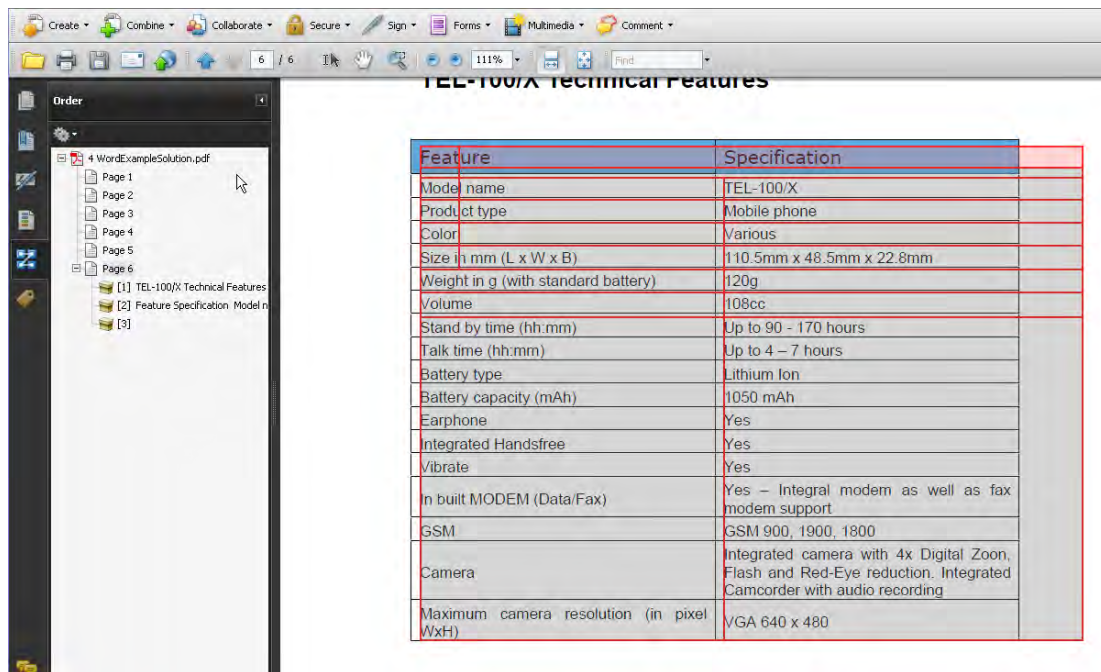 Create Combine Collaborate Secure Sign Forms Multimedia Comment
6 / 6 111% Find
TEL-100/X Technical Features
Order
4 WordExampleSolution.pdf
Page 1
Page 2
Page 3
Page 4
Page 5
Page 6
[1] TEL-100/X Technical Features
[2] Feature Specification Model n
[3]
Feature Specification
Model name TEL-100/X
Product type Mobile phone
Color Various
Size in mm (L x W x B) 110.5mm x 48.5mm x 22.8mm
Weight in g (with standard battery) 120g
Volume 108cc
Stand by time (hh:mm) Up to 90 - 170 hours
Talk time (hh:mm) Up to 4 – 7 hours
Battery type Lithium Ion
Battery capacity (mAh) 1050 mAh
Earphone Yes
Integrated Handsfree Yes
Vibrate Yes
In built MODEM (Data/Fax) Yes – Integral modem as well as fax
modem support
GSM GSM 900, 1900, 1800
Camera Integrated camera with 4x Digital Zoon,
Flash and Red-Eye reduction. Integrated
Camcorder with audio recording
Maximum camera resolution (in pixel
WxH) VGA 640 x 480